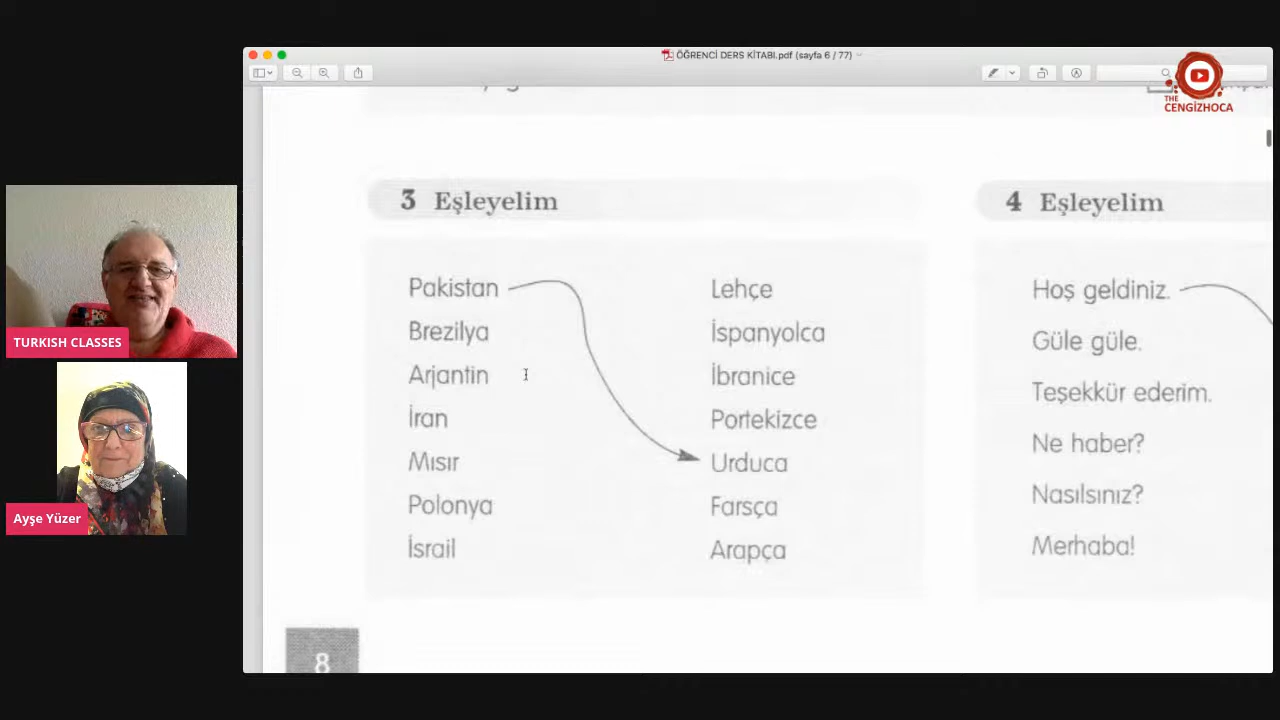 ÖĞRENCİ DERS KİTABI.pdf (sayfa 6 / 77)
THE
CENGİZHOCA
3 Eşleyelim
Pakistan
Brezilya
Arjantin
İran
Mısır
Polonya
İsrail
Lehçe
İspanyolca
İbranice
Portekizce
Urduca
Farsça
Arapça
4 Eşleyelim
Hoş geldiniz.
Güle güle.
Teşekkür ederim.
Ne haber?
Nasılsınız?
Merhaba!
8
TURKISH CLASSES
Ayşe Yüzer